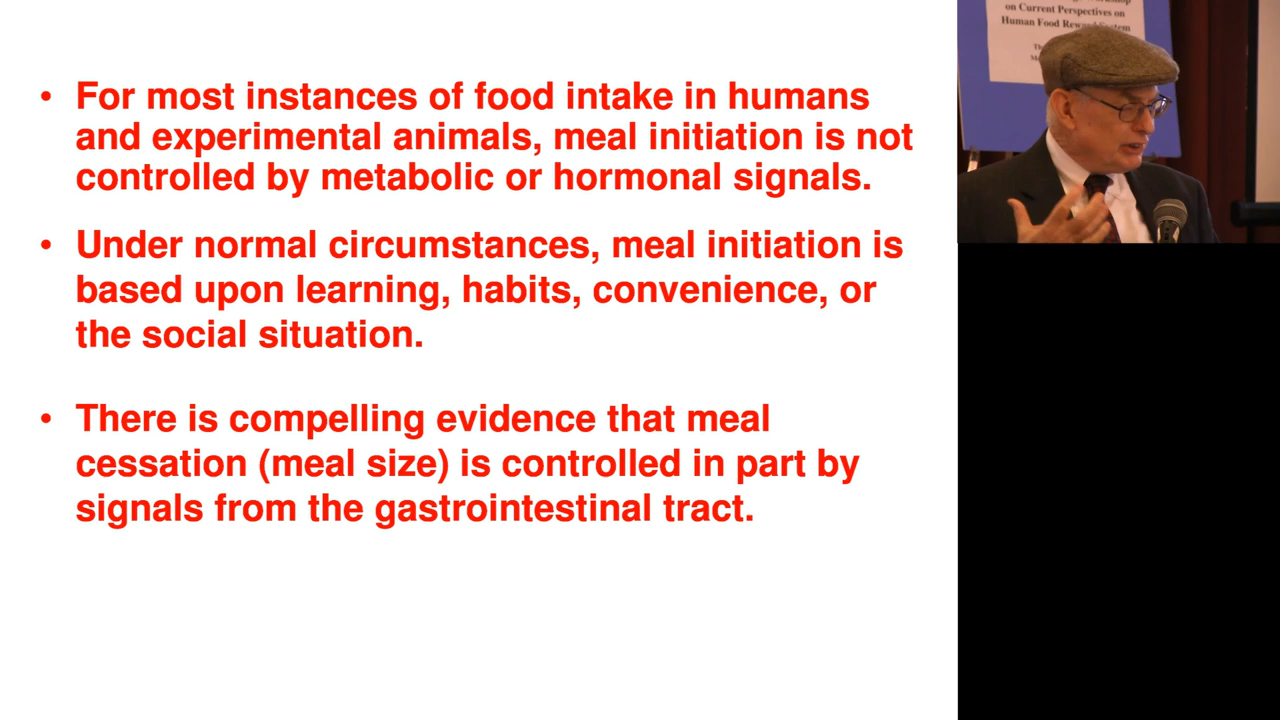 • For most instances of food intake in humans
and experimental animals, meal initiation is not
controlled by metabolic or hormonal signals.
• Under normal circumstances, meal initiation is
based upon learning, habits, convenience, or
the social situation.
• There is compelling evidence that meal
cessation (meal size) is controlled in part by
signals from the gastrointestinal tract.
on Current Perspectives on
Human Food Reward System